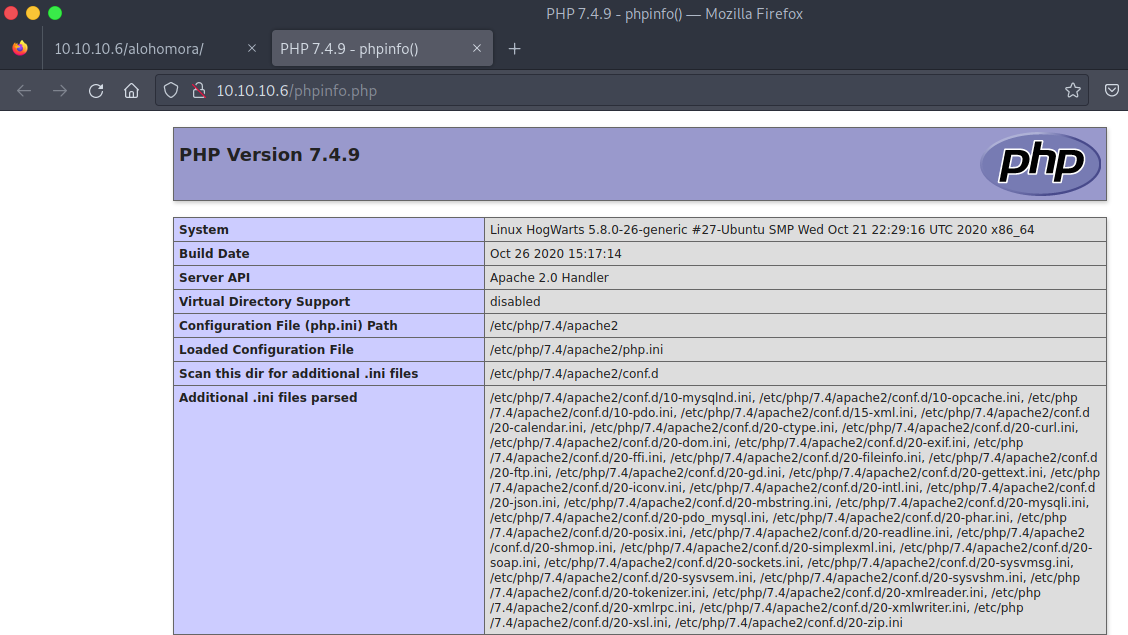 PHP 7.4.9 - phpinfo() — Mozilla Firefox
10.10.10.6/alohomora/
PHP 7.4.9 - phpinfo()
10.10.10.6/phpinfo.php
PHP Version 7.4.9
php
System Linux HogWarts 5.8.0-26-generic #27-Ubuntu SMP Wed Oct 21 22:29:16 UTC 2020 x86_64
Build Date Oct 26 2020 15:17:14
Server API Apache 2.0 Handler
Virtual Directory Support disabled
Configuration File (php.ini) Path /etc/php/7.4/apache2
Loaded Configuration File /etc/php/7.4/apache2/php.ini
Scan this dir for additional .ini files /etc/php/7.4/apache2/conf.d
Additional .ini files parsed /etc/php/7.4/apache2/conf.d/10-mysqlnd.ini, /etc/php/7.4/apache2/conf.d/10-opcache.ini, /etc/php
/7.4/apache2/conf.d/10-pdo.ini, /etc/php/7.4/apache2/conf.d/15-xml.ini, /etc/php/7.4/apache2/conf.d
/20-calendar.ini, /etc/php/7.4/apache2/conf.d/20-ctype.ini, /etc/php/7.4/apache2/conf.d/20-curl.ini,
/etc/php/7.4/apache2/conf.d/20-dom.ini, /etc/php/7.4/apache2/conf.d/20-exif.ini, /etc/php
/7.4/apache2/conf.d/20-ffi.ini, /etc/php/7.4/apache2/conf.d/20-fileinfo.ini, /etc/php/7.4/apache2/conf.d
/20-ftp.ini, /etc/php/7.4/apache2/conf.d/20-gd.ini, /etc/php/7.4/apache2/conf.d/20-gettext.ini, /etc/php
/7.4/apache2/conf.d/20-iconv.ini, /etc/php/7.4/apache2/conf.d/20-intl.ini, /etc/php/7.4/apache2/conf.d
/20-json.ini, /etc/php/7.4/apache2/conf.d/20-mbstring.ini, /etc/php/7.4/apache2/conf.d/20-mysqli.ini,
/etc/php/7.4/apache2/conf.d/20-pdo_mysql.ini, /etc/php/7.4/apache2/conf.d/20-phar.ini, /etc/php
/7.4/apache2/conf.d/20-posix.ini, /etc/php/7.4/apache2/conf.d/20-readline.ini, /etc/php/7.4/apache2
/conf.d/20-shmop.ini, /etc/php/7.4/apache2/conf.d/20-simplexml.ini, /etc/php/7.4/apache2/conf.d/20-
soap.ini, /etc/php/7.4/apache2/conf.d/20-sockets.ini, /etc/php/7.4/apache2/conf.d/20-sysvmsg.ini,
/etc/php/7.4/apache2/conf.d/20-sysvsem.ini, /etc/php/7.4/apache2/conf.d/20-sysvshm.ini, /etc/php
/7.4/apache2/conf.d/20-tokenizer.ini, /etc/php/7.4/apache2/conf.d/20-xmlreader.ini, /etc/php
/7.4/apache2/conf.d/20-xmlrpc.ini, /etc/php/7.4/apache2/conf.d/20-xmlwriter.ini, /etc/php
/7.4/apache2/conf.d/20-xsl.ini, /etc/php/7.4/apache2/conf.d/20-zip.ini